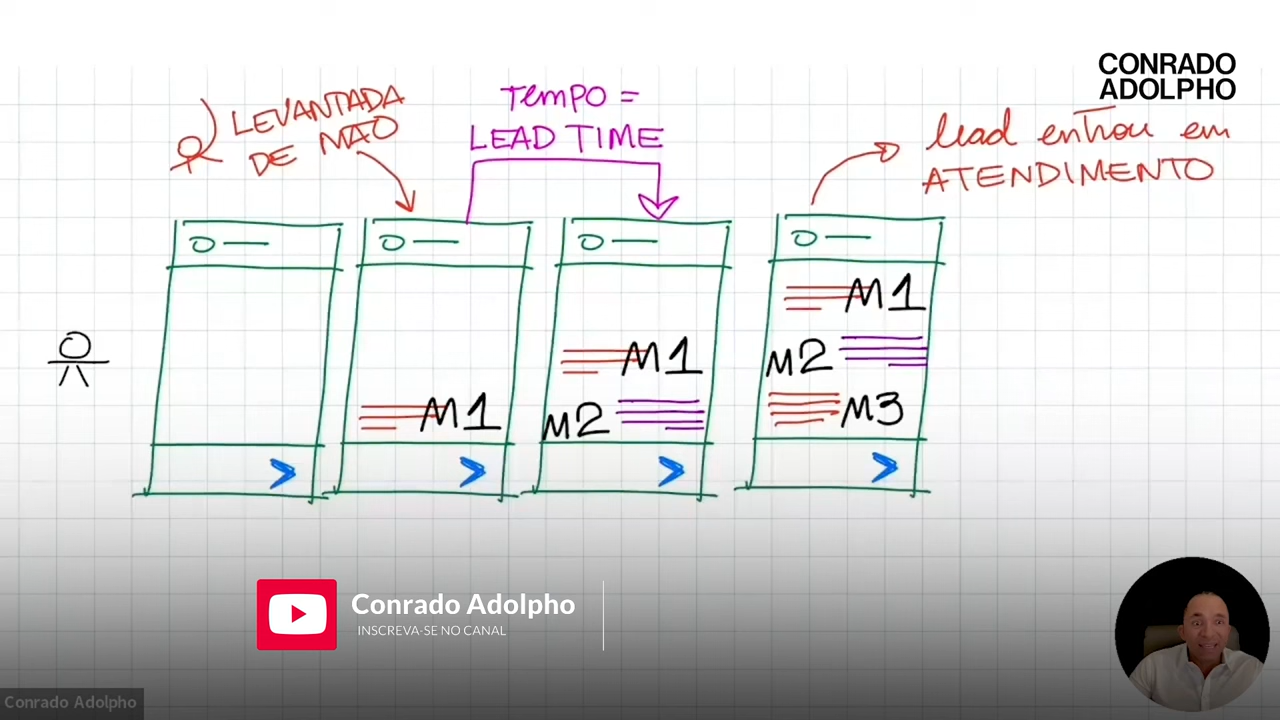 CONRADO
ADOLPHO
LEVANTADA
DE MÃO
TEMPO =
LEAD TIME
lead entrou em
ATENDIMENTO
M1
M1
M2
M1
M2
M3
Conrado Adolpho
INSCREVA-SE NO CANAL
Conrado Adolpho